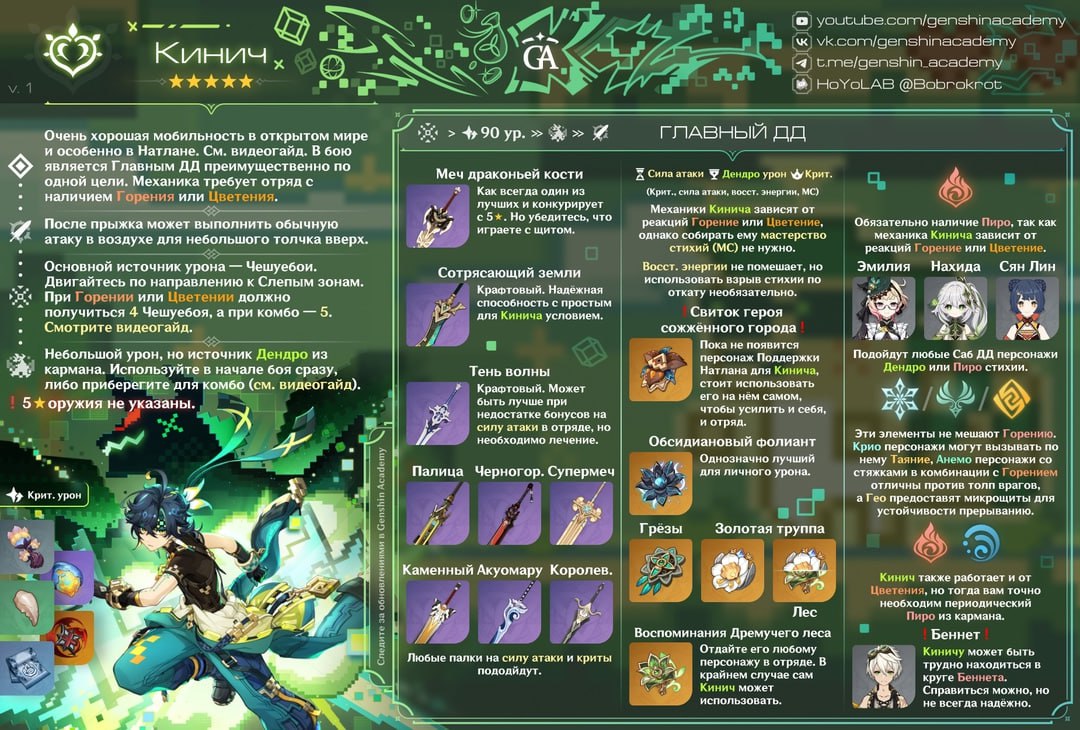 Кинич
v. 1
GA
youtube.com/genshinacademy
vk.com/genshinacademy
t.me/genshin_academy
HoYoLAB @Bobrokrot
Очень хорошая мобильность в открытом мире
и особенно в Натлане. См. видеогайд. В бою
является Главным ДД преимущественно по
одной цели. Механика требует отряд с
наличием Горения или Цветения.
После прыжка может выполнить обычную
атаку в воздухе для небольшого толчка вверх.
Основной источник урона — Чешуебои.
Двигайтесь по направлению к Слепым зонам.
При Горении или Цветении должно
получиться 4 Чешуебоя, а при комбо — 5.
Смотрите видеогайд.
Небольшой урон, но источник Дендро из
кармана. Используйте в начале боя сразу,
либо приберегите для комбо (см. видеогайд).
! 5★оружия не указаны.
Крит. урон
Следите за обновлениями в Genshin Academy
> 90 ур. >> >>
ГЛАВНЫЙ ДД
Меч драконьей кости
Как всегда один из
лучших и конкурирует
с 5★. Но убедитесь, что
играете с щитом.
Сотрясающий земли
Крафтовый. Надёжная
способность с простым
для Кинича условием.
Тень волны
Крафтовый. Может
быть лучше при
недостатке бонусов на
силу атаки в отряде, но
необходимо лечение.
Палица Черногор. Супермеч
Каменный Акуомару Королев.
Любые палки на силу атаки и криты
пододйдут.
Сила атаки Дендро урон Крит.
(Крит., сила атаки, восст. энергии, МС)
Механики Кинича зависят от
реакций Горение или Цветение,
однако собирать ему мастерство
стихий (МС) не нужно.
Восст. энергии не помешает, но
использовать взрыв стихии по
откату необязательно.
! Свиток героя
сожжённого города !
Пока не появится
персонаж Поддержки
Натлана для Кинича,
стоит использовать
его на нём самом,
чтобы усилить и себя,
и отряд.
Обсидиановый фолиант
Однозначно лучший
для личного урона.
Грёзы Золотая труппа
Лес
Воспоминания Дремучего леса
Отдайте его любому
персонажу в отряде. В
крайнем случае сам
Кинич может
использовать.
Обязательно наличие Пиро, так как
механика Кинича зависит от
реакций Горение или Цветение.
Эмилия Нахида Сян Лин
Подойдут любые Саб ДД персонажи
Дендро или Пиро стихии.
/ /
Эти элементы не мешают Горению.
Крио персонажи могут вызывать по
нему Таяние, Анемо персонажы со
стяжками в комбинации с Горением
отличны против толп врагов,
а Гео предоставят микрощиты для
устойчивости прерыванию.
Кинич также работает и от
Цветения, но тогда вам точно
необходим периодический
Пиро из кармана.
! Беннет !
Киничу может быть
трудно находиться в
круге Беннета.
Справиться можно, но
не всегда надёжно.